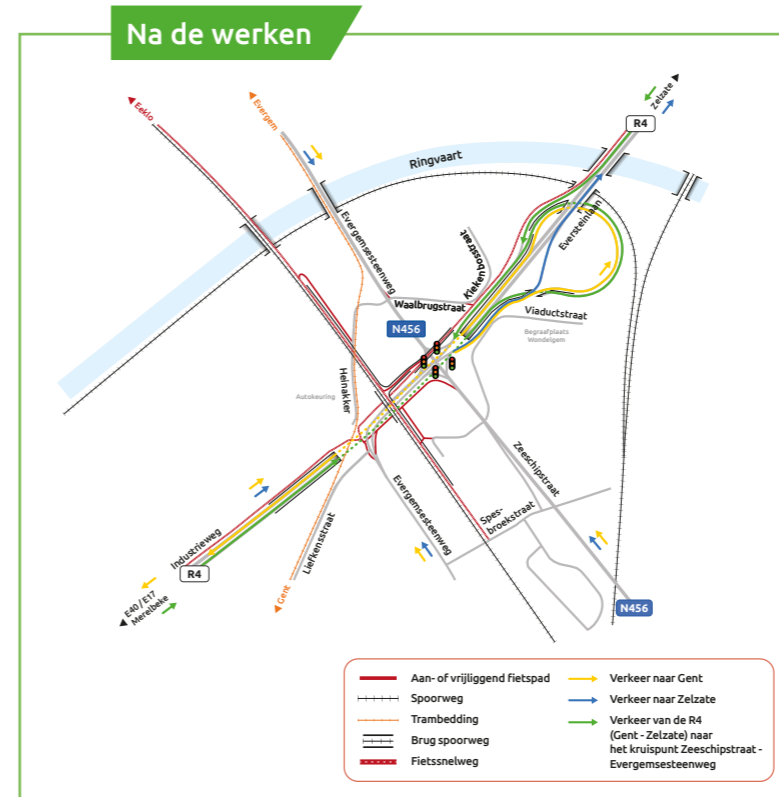 Na de werken
Eeklo
Evergem
Zelzate
R4
Ringvaart
Evergemsesteenweg
Kiekenbosstraat
Eversteinlaan
Waalbrugstraat
N456
Viaductstraat
Begraafplaats
Wondelgem
Heinakker
Autokeuring
Zeeschipstraat
Evergemsesteenweg
Spes-
broekstraat
Industrieweg
Liefkensstraat
R4
E40 / E17
Merelbeke
Gent
N456
Aan- of vrijliggend fietspad
Spoorweg
Trambedding
Brug spoorweg
Fietssnelweg
Verkeer naar Gent
Verkeer naar Zelzate
Verkeer van de R4
(Gent - Zelzate) naar
het kruispunt Zeeschipstraat -
Evergemsesteenweg